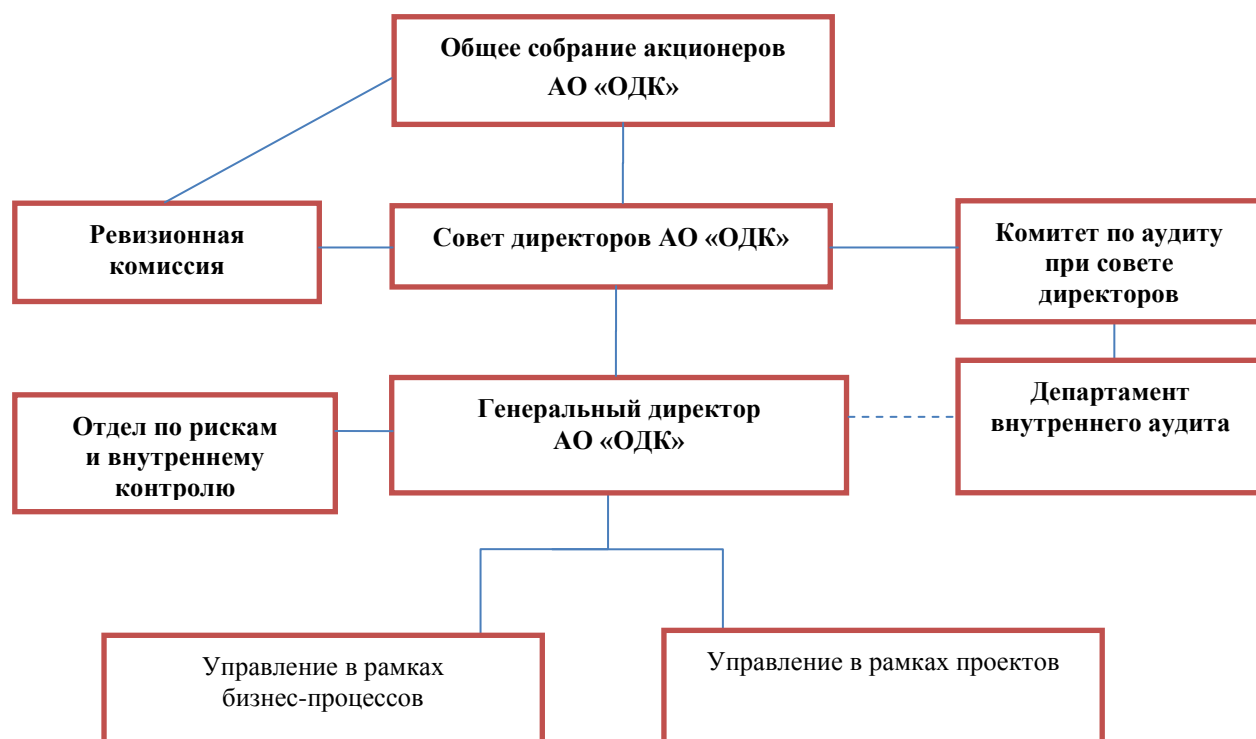 Общее собрание акционеров
АО «ОДК»
Ревизионная
комиссия
Совет директоров АО «ОДК»
Комитет по аудиту
при совете
директоров
Отдел по рискам
и внутреннему
контролю
Генеральный директор
АО «ОДК»
Департамент
внутреннего аудита
Управление в рамках
бизнес-процессов
Управление в рамках проектов